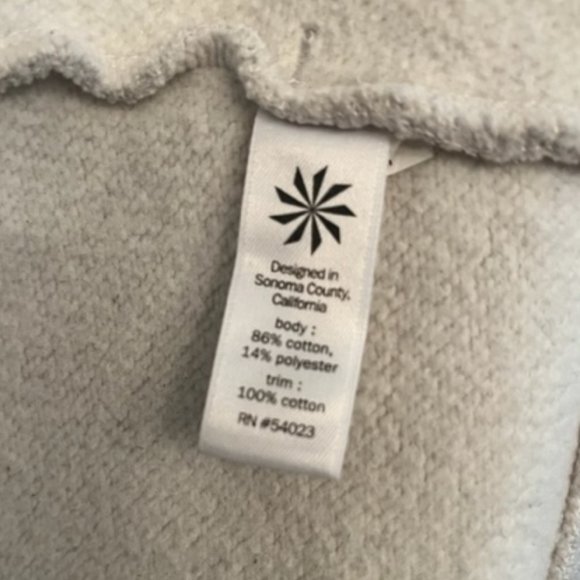 Designed in
Sonoma County,
California
body :
86% cotton,
14% polyester
trim :
100% cotton
RN #54023